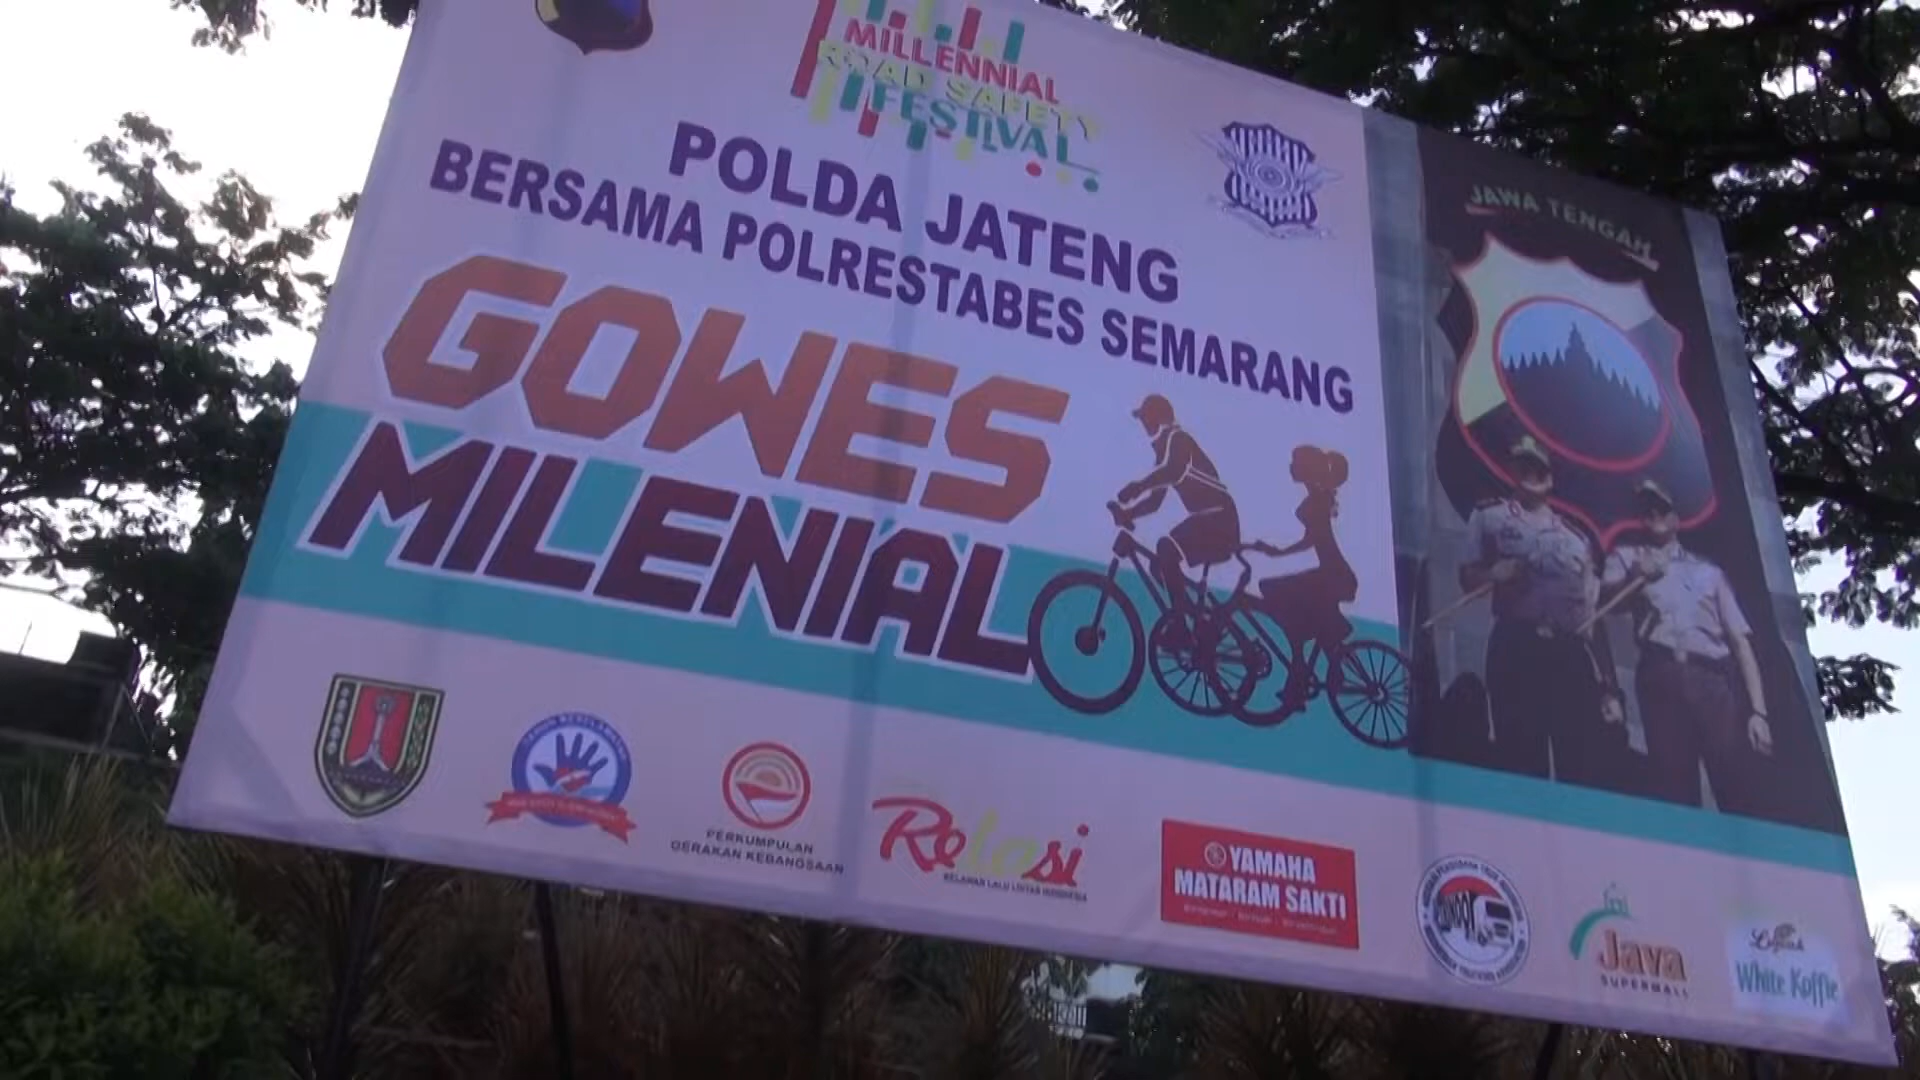 MILLENNIAL
ROAD SAFETY
FESTIVAL
POLDA JATENG
BERSAMA POLRESTABES SEMARANG
GOWES
MILENIAL
JAWA TENGAH
PERKUMPULAN
GERAKAN KEBANGSAAN
Relasi
RELAWAN LALU LINTAS INDONESIA
YAMAHA
MATARAM SAKTI
Java
SUPERMALL
Luwak
White Koffie